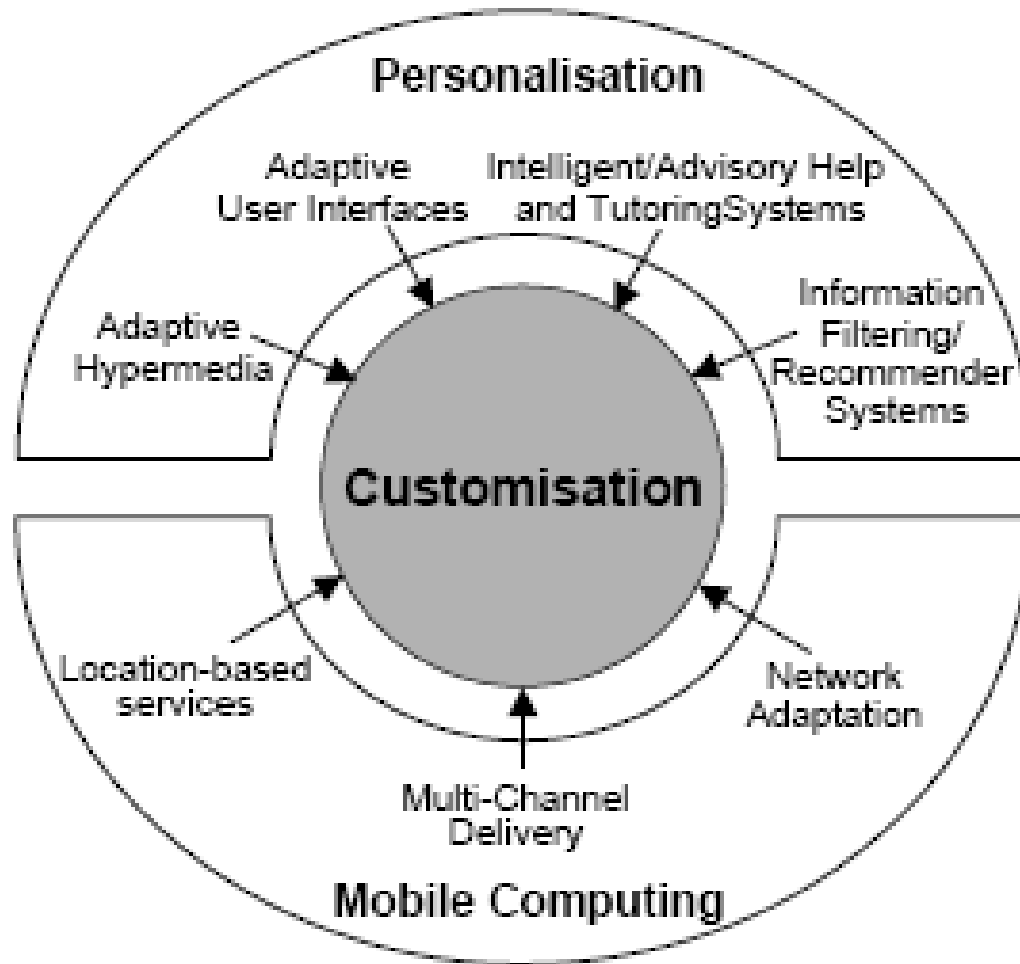 Personalisation
Adaptive
User Interfaces
Intelligent/Advisory Help
and TutoringSystems
Adaptive
Hypermedia
Information
Filtering/
Recommender
Systems
Customisation
Location-based
services
Network
Adaptation
Multi-Channel
Delivery
Mobile Computing